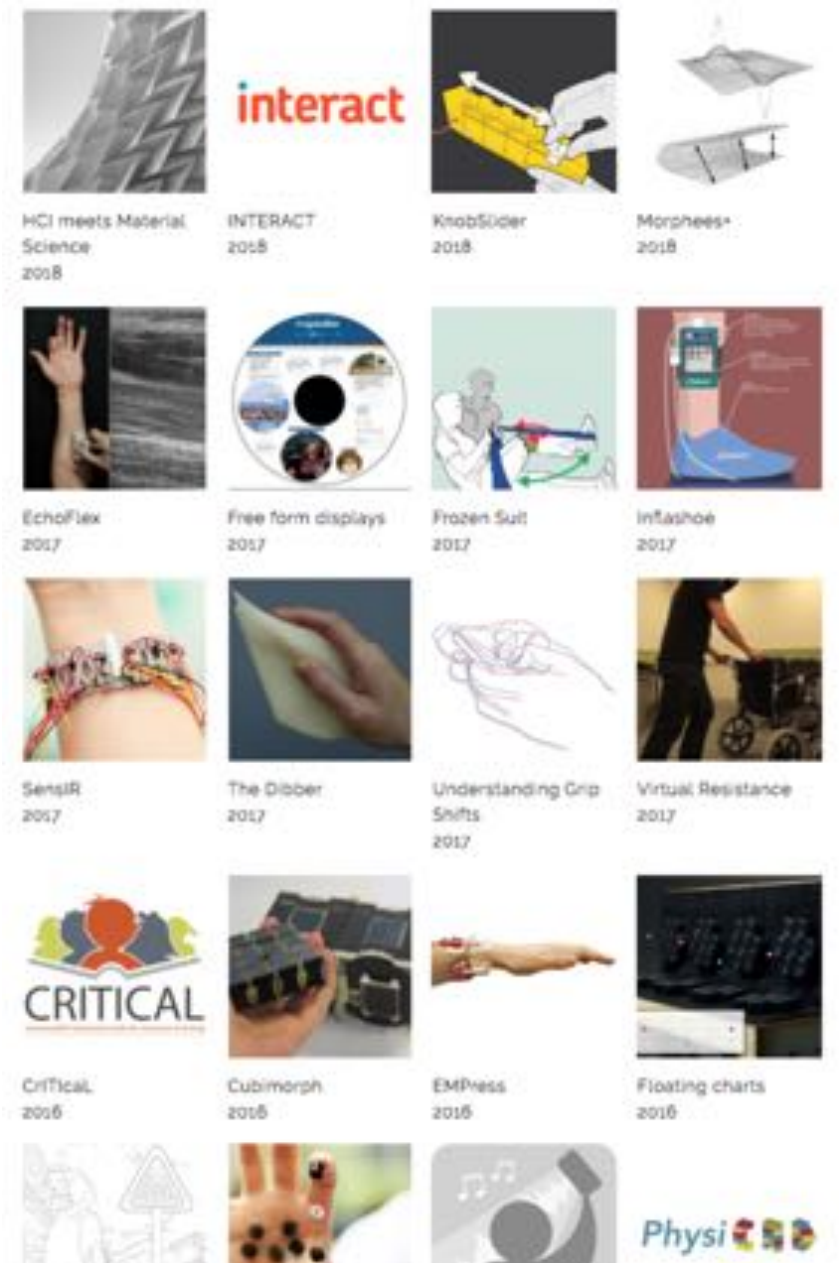 interact
HCI meets Material
Science
2018
INTERACT
2018
KnobSlider
2018
Morphees+
2018
EchoFlex
2017
Free form displays
2017
Frozen Suit
2017
Inflashoe
2017
SensIR
2017
The Dibber
2017
Understanding Grip
Shifts
2017
Virtual Resistance
2017
CRITICAL
CriTicaL
2016
Cubimorph
2016
EMPress
2016
Floating charts
2016
Physi